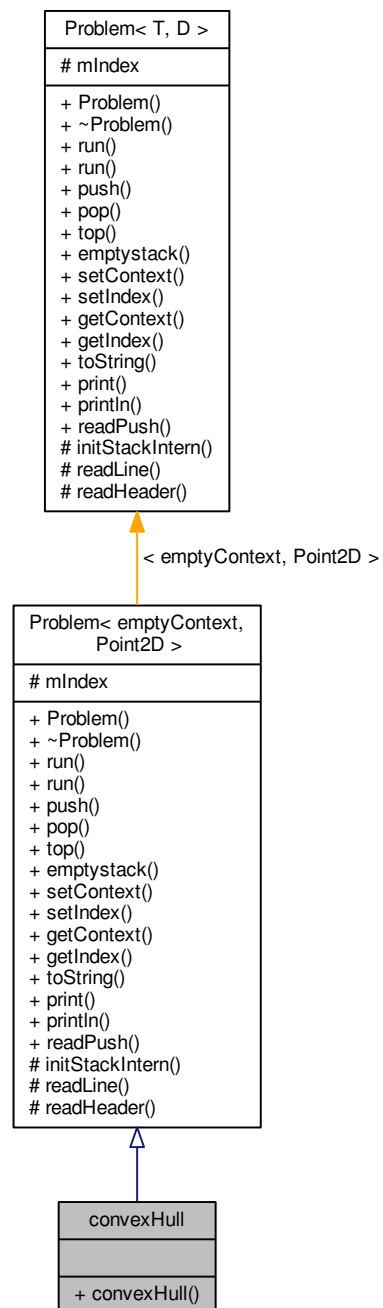 Problem< T, D >
# mIndex
+ Problem()
+ ~Problem()
+ run()
+ run()
+ push()
+ pop()
+ top()
+ emptystack()
+ setContext()
+ setIndex()
+ getContext()
+ getIndex()
+ toString()
+ print()
+ println()
+ readPush()
# initStackIntern()
# readLine()
# readHeader()
< emptyContext, Point2D >
Problem< emptyContext,
Point2D >
# mIndex
+ Problem()
+ ~Problem()
+ run()
+ run()
+ push()
+ pop()
+ top()
+ emptystack()
+ setContext()
+ setIndex()
+ getContext()
+ getIndex()
+ toString()
+ print()
+ println()
+ readPush()
# initStackIntern()
# readLine()
# readHeader()
convexHull
+ convexHull()